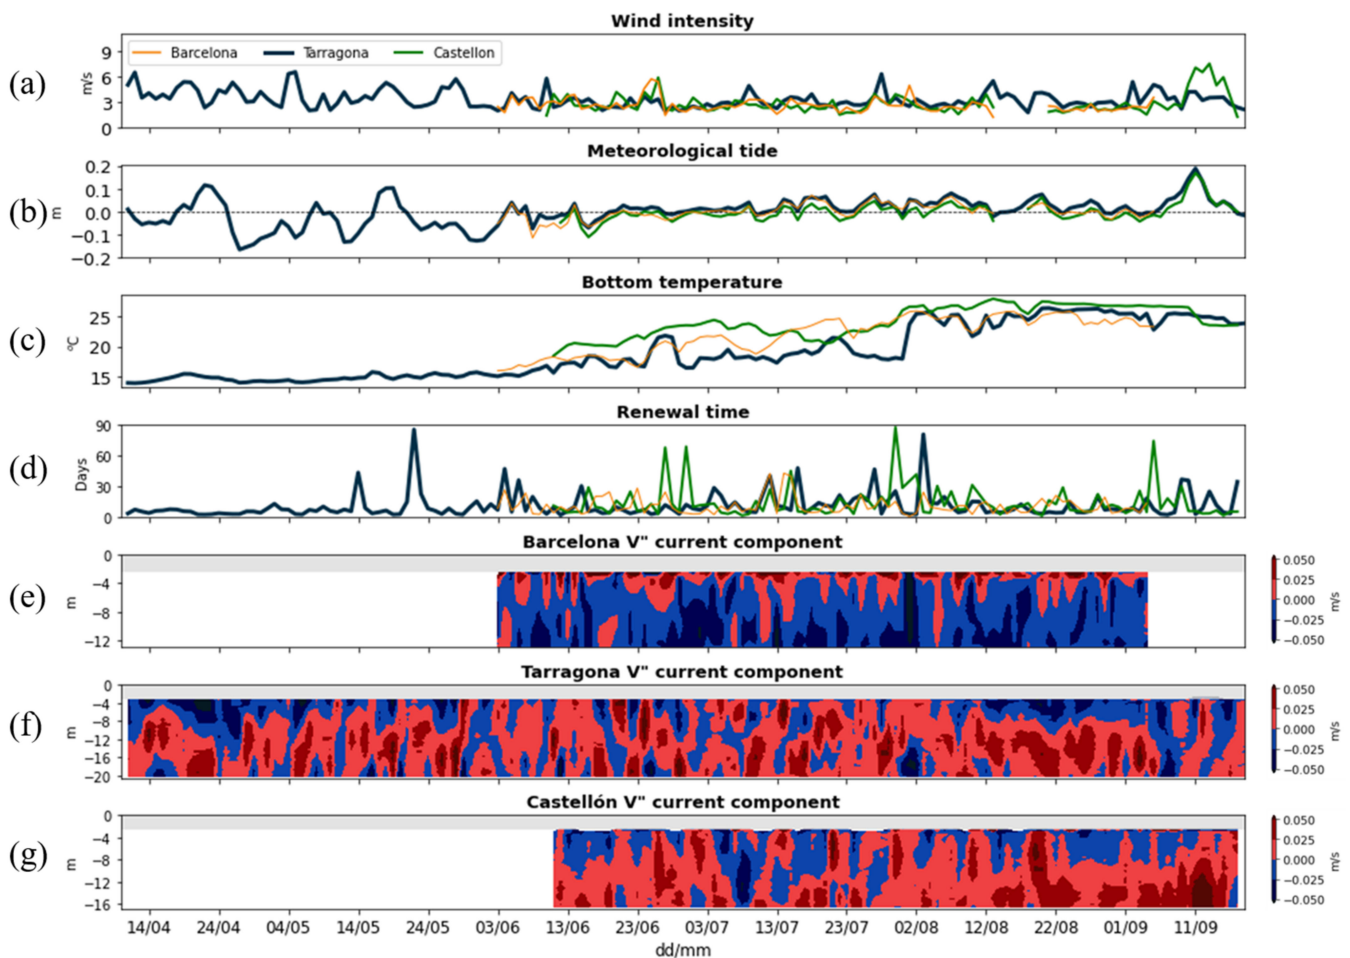 Wind intensity
(a)
m/s
9
6
3
0
Barcelona Tarragona Castellon
Meteorological tide
(b)
m
0.2
0.1
0.0
−0.1
−0.2
Bottom temperature
(c)
ºC
25
20
15
Renewal time
(d)
Days
90
60
30
0
Barcelona V" current component
(e)
m
0
−4
−8
−12
0.050
0.025
0.000
−0.025
−0.050
m/s
Tarragona V" current component
(f)
m
0
−4
−8
−12
−16
−20
0.050
0.025
0.000
−0.025
−0.050
m/s
Castellón V" current component
(g)
m
0
−4
−8
−12
−16
0.050
0.025
0.000
−0.025
−0.050
m/s
14/04 24/04 04/05 14/05 24/05 03/06 13/06 23/06 03/07 13/07 23/07 02/08 12/08 22/08 01/09 11/09
dd/mm